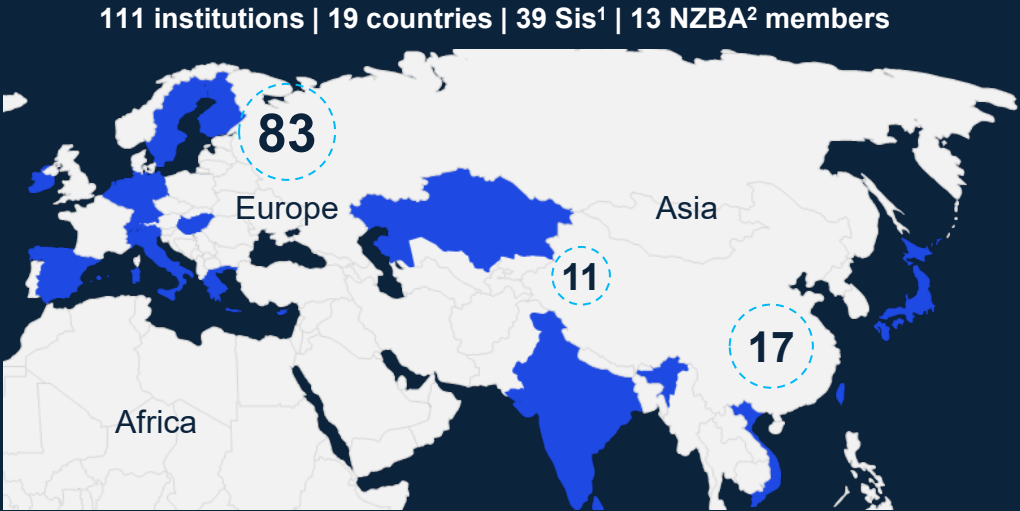 111 institutions | 19 countries | 39 Sis¹ | 13 NZBA² members
83
Europe
Asia
11
17
Africa